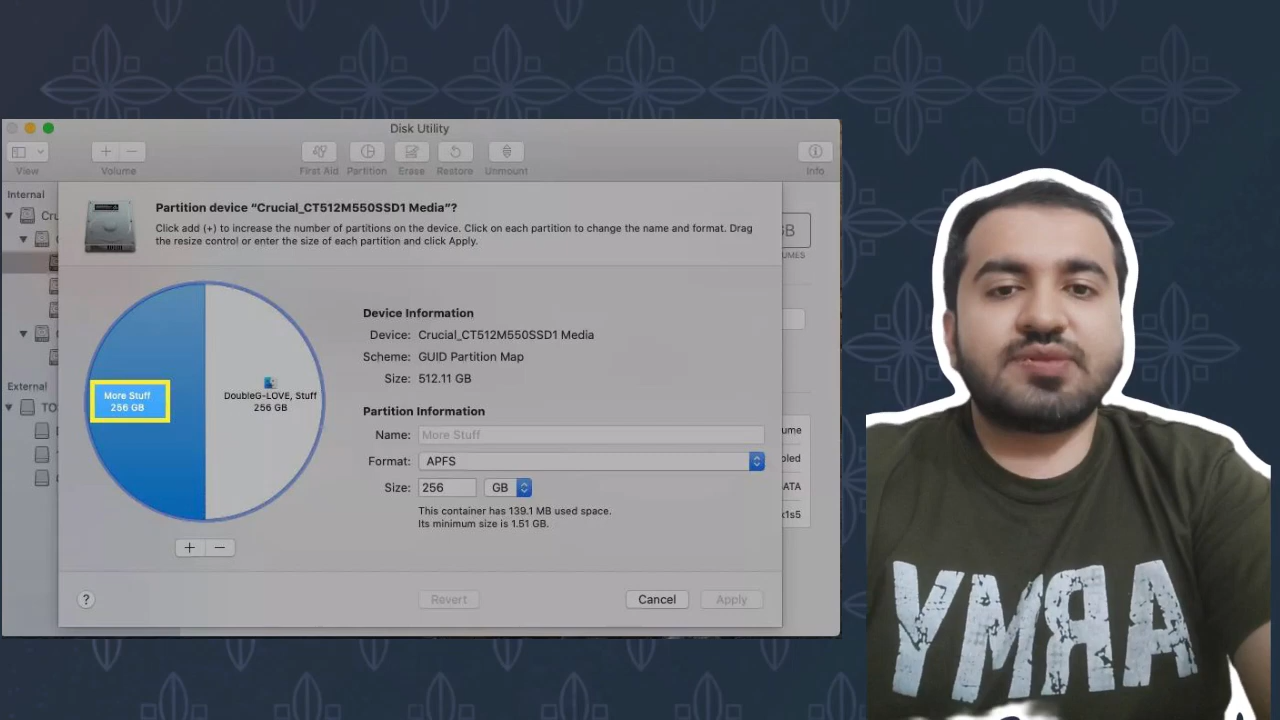 Disk Utility
View
Volume
First Aid
Partition
Erase
Restore
Unmount
Info
Internal
Cru
External
TO
Partition device “Crucial_CT512M550SSD1 Media”?
Click add (+) to increase the number of partitions on the device. Click on each partition to change the name and format. Drag
the resize control or enter the size of each partition and click Apply.
More Stuff
256 GB
DoubleG-LOVE, Stuff
256 GB
Device Information
Device: Crucial_CT512M550SSD1 Media
Scheme: GUID Partition Map
Size: 512.11 GB
Partition Information
Name: More Stuff
Format: APFS
Size: 256 GB
This container has 139.1 MB used space.
Its minimum size is 1.51 GB.
+ −
?
Revert
Cancel
Apply
ARMY